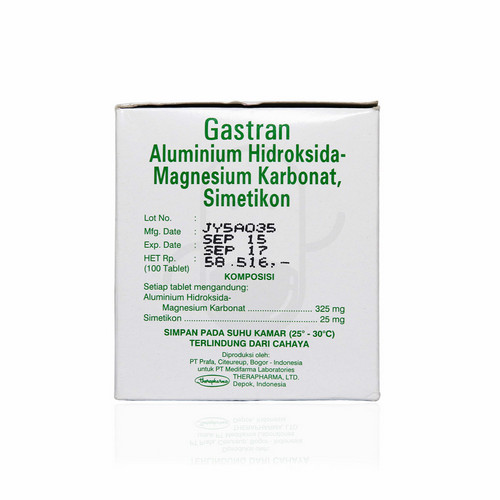 Gastran
Aluminium Hidroksida-
Magnesium Karbonat,
Simetikon
Lot No. : JY5A035
Mfg. Date : SEP 15
Exp. Date : SEP 17
HET Rp. : 58.516,-
(100 Tablet)
KOMPOSISI
Setiap tablet mengandung:
Aluminium Hidroksida-
Magnesium Karbonat 325 mg
Simetikon 25 mg
SIMPAN PADA SUHU KAMAR (25° - 30°C)
TERLINDUNG DARI CAHAYA
Diproduksi oleh:
PT Prafa, Citeureup, Bogor - Indonesia
untuk PT Medifarma Laboratories
Therapharma THERAPHARMA, LTD.
Depok, Indonesia